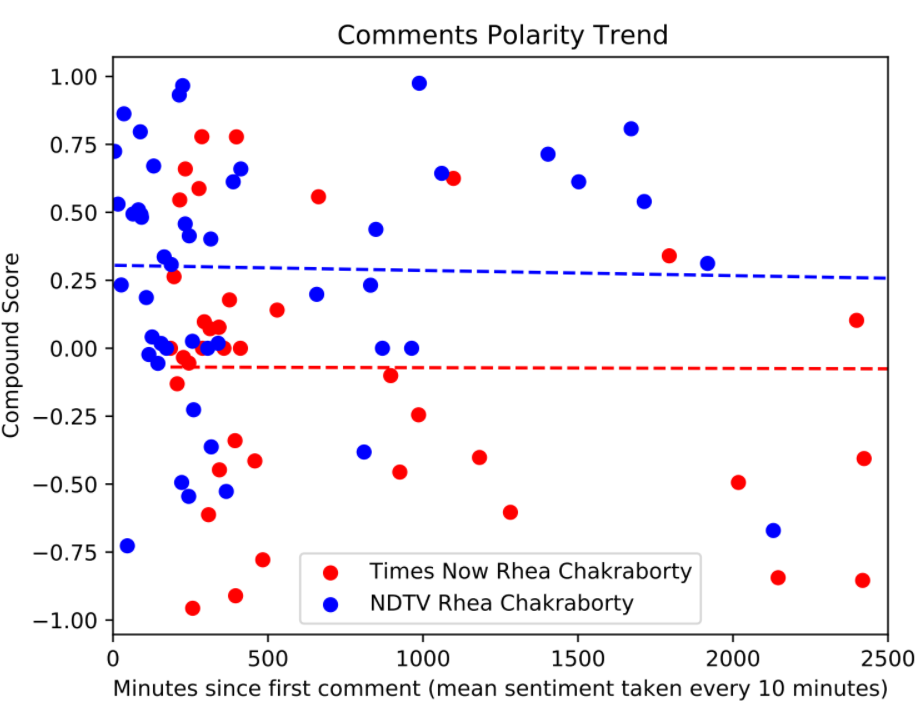 Comments Polarity Trend
1.00
0.75
0.50
0.25
0.00
−0.25
−0.50
−0.75
−1.00
Compound Score
Times Now Rhea Chakraborty
NDTV Rhea Chakraborty
0 500 1000 1500 2000 2500
Minutes since first comment (mean sentiment taken every 10 minutes)